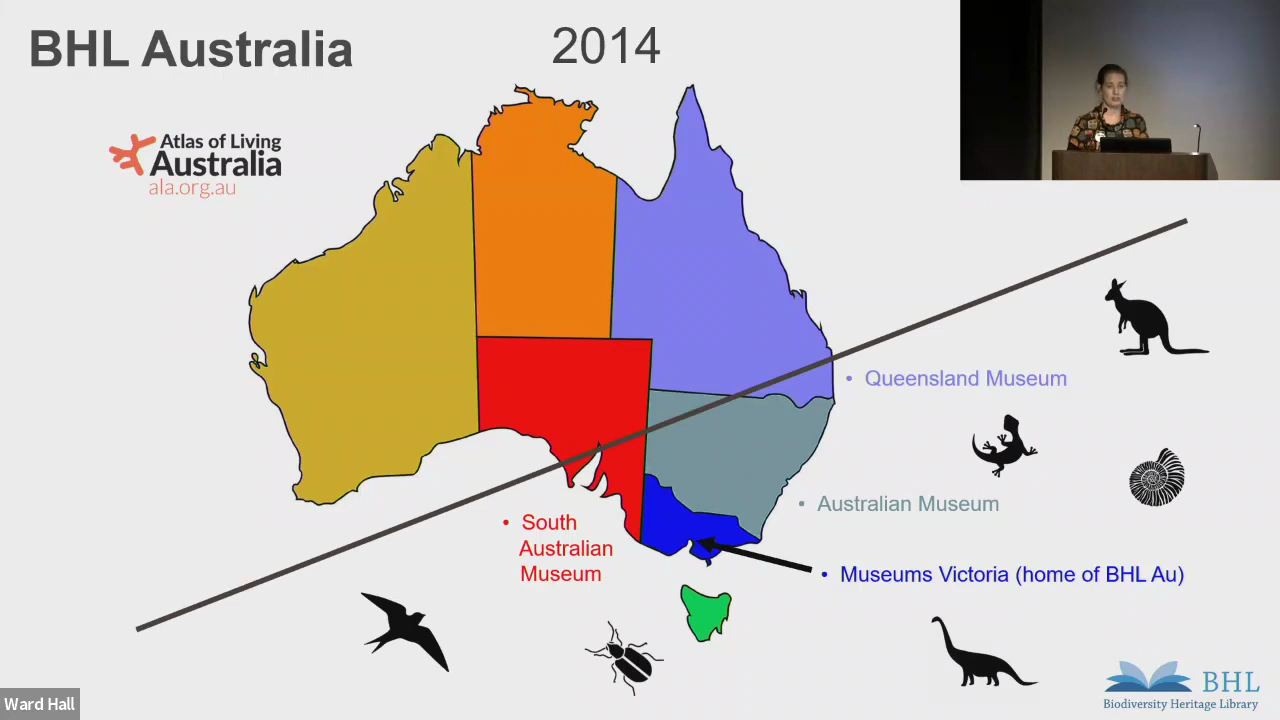 BHL Australia
2014
Atlas of Living
Australia
ala.org.au
• Queensland Museum
• Australian Museum
• South
Australian
Museum
• Museums Victoria (home of BHL Au)
BHL
Biodiversity Heritage Library
Ward Hall